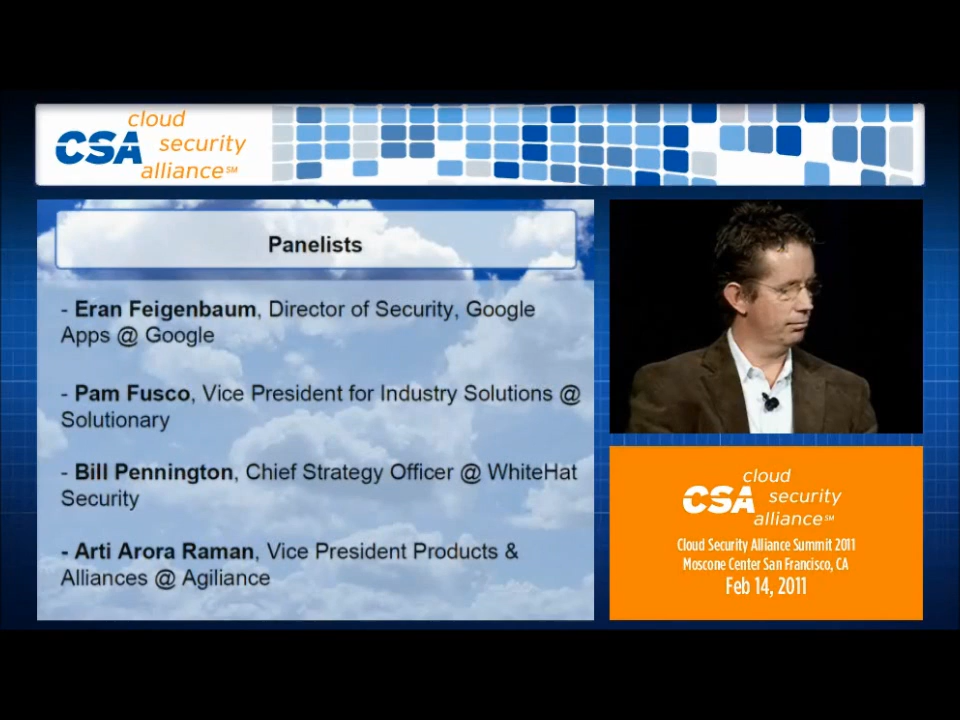 cloud
CSA security
alliance℠
Panelists
- Eran Feigenbaum, Director of Security, Google
Apps @ Google
- Pam Fusco, Vice President for Industry Solutions @
Solutionary
- Bill Pennington, Chief Strategy Officer @ WhiteHat
Security
- Arti Arora Raman, Vice President Products &
Alliances @ Agiliance
cloud
CSA security
alliance℠
Cloud Security Alliance Summit 2011
Moscone Center San Francisco, CA
Feb 14, 2011